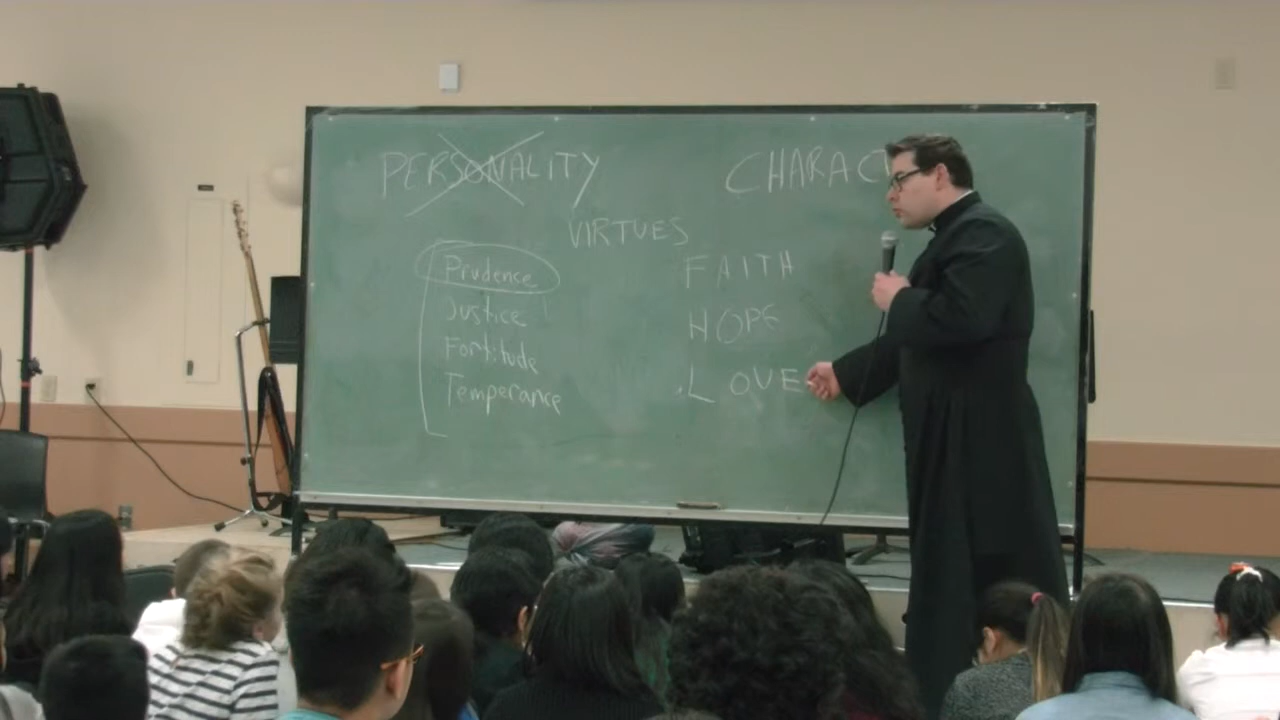 PERSONALITY
CHARAC
VIRTUES
Prudence
Justice
Fortitude
Temperance
FAITH
HOPE
LOVE